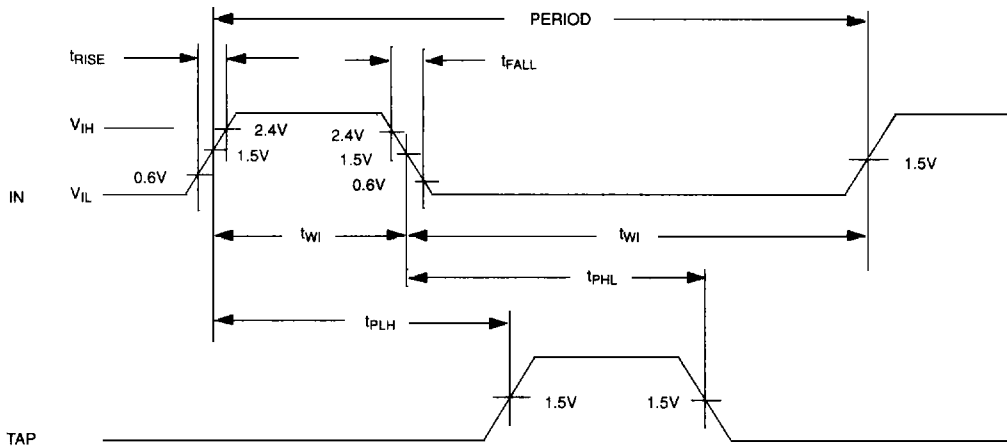 PERIOD
tRISE
tFALL
VIH
2.4V
2.4V
1.5V
1.5V
0.6V
0.6V
1.5V
IN
VIL
tWI
tWI
tPHL
tPLH
1.5V
1.5V
TAP